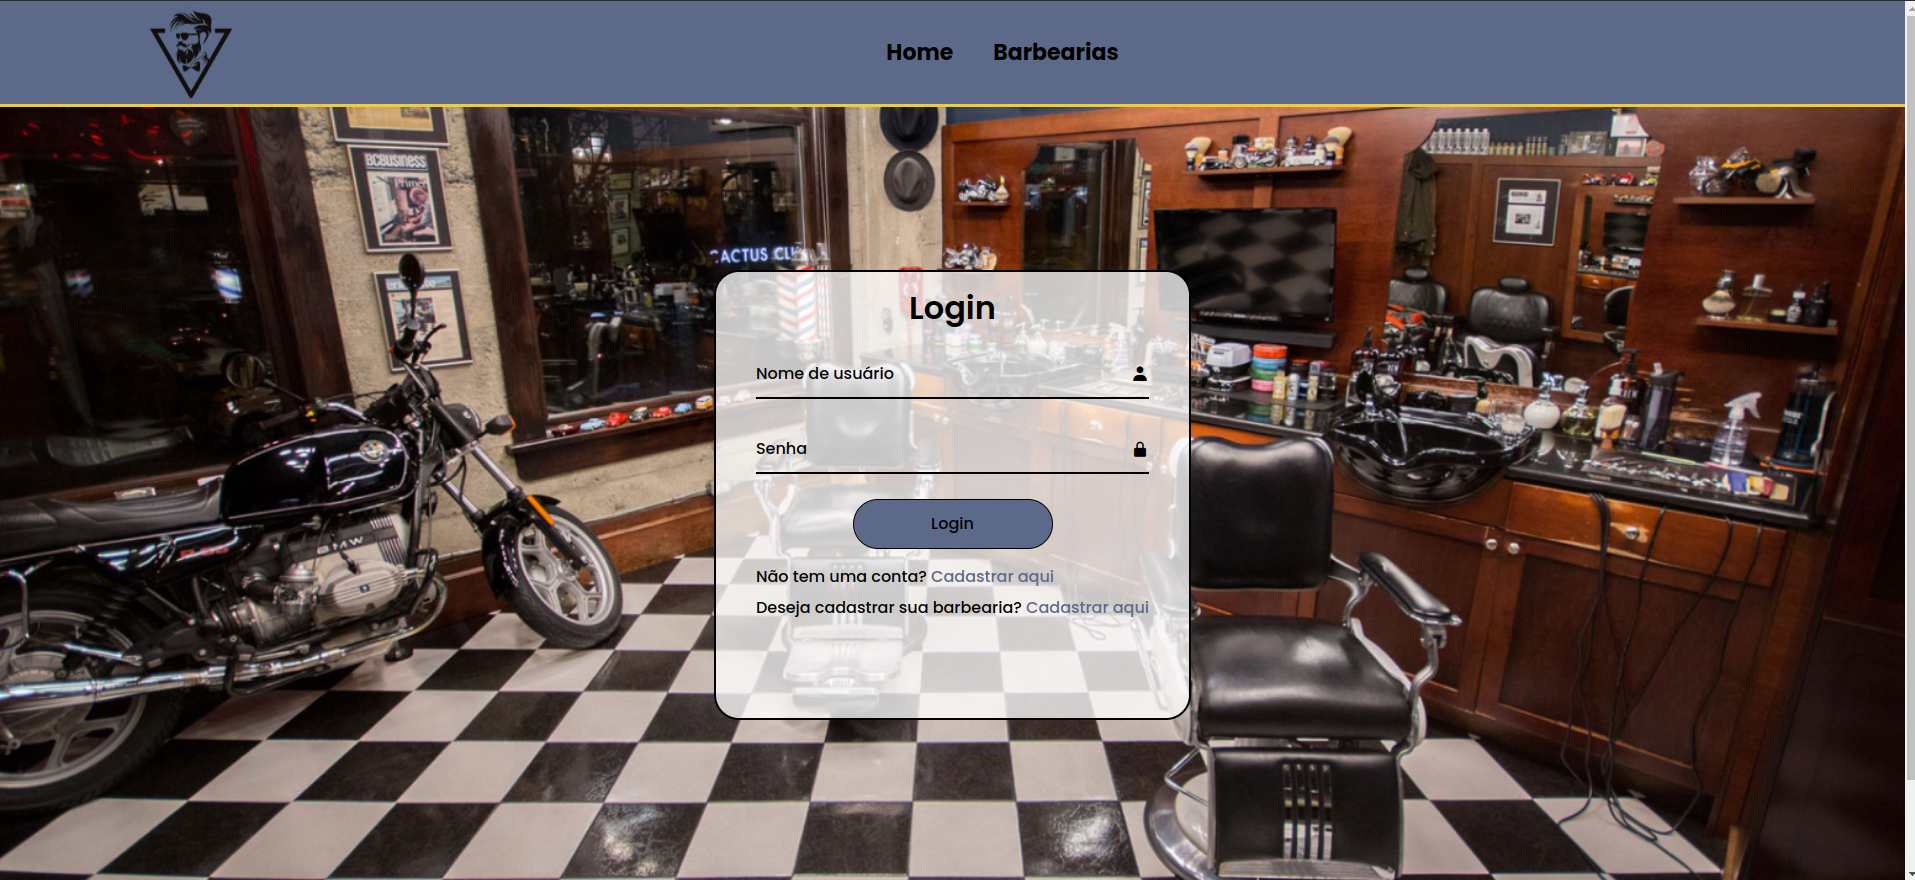 Home Barbearias
BCBUSINESS
CACTUS CLU
Login
Nome de usuário
Senha
Login
BMW
Não tem uma conta? Cadastrar aqui
Deseja cadastrar sua barbearia? Cadastrar aqui